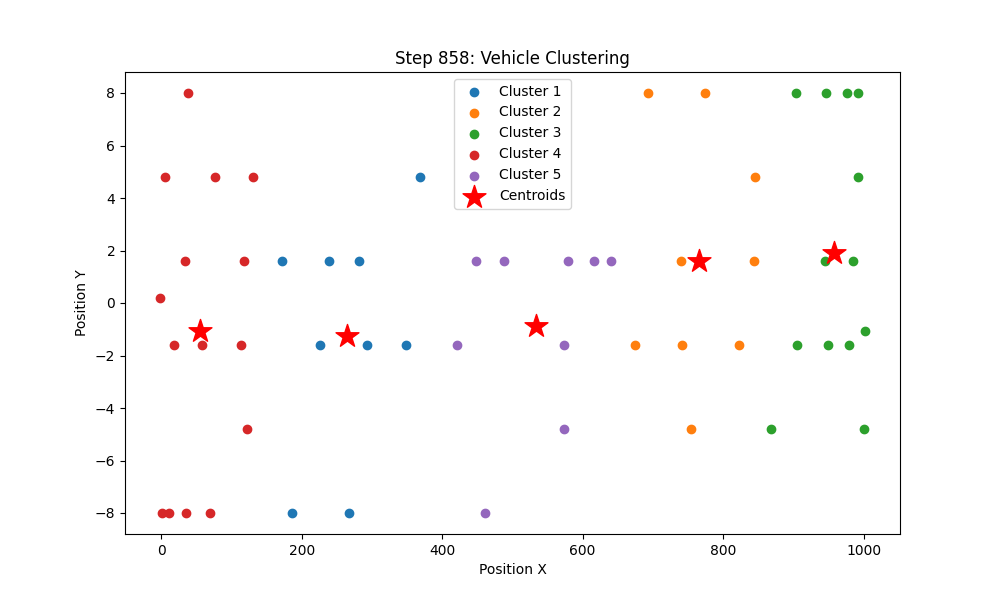 Step 858: Vehicle Clustering
Cluster 1
Cluster 2
Cluster 3
Cluster 4
Cluster 5
Centroids
Position Y
8
6
4
2
0
−2
−4
−6
−8
0 200 400 600 800 1000
Position X